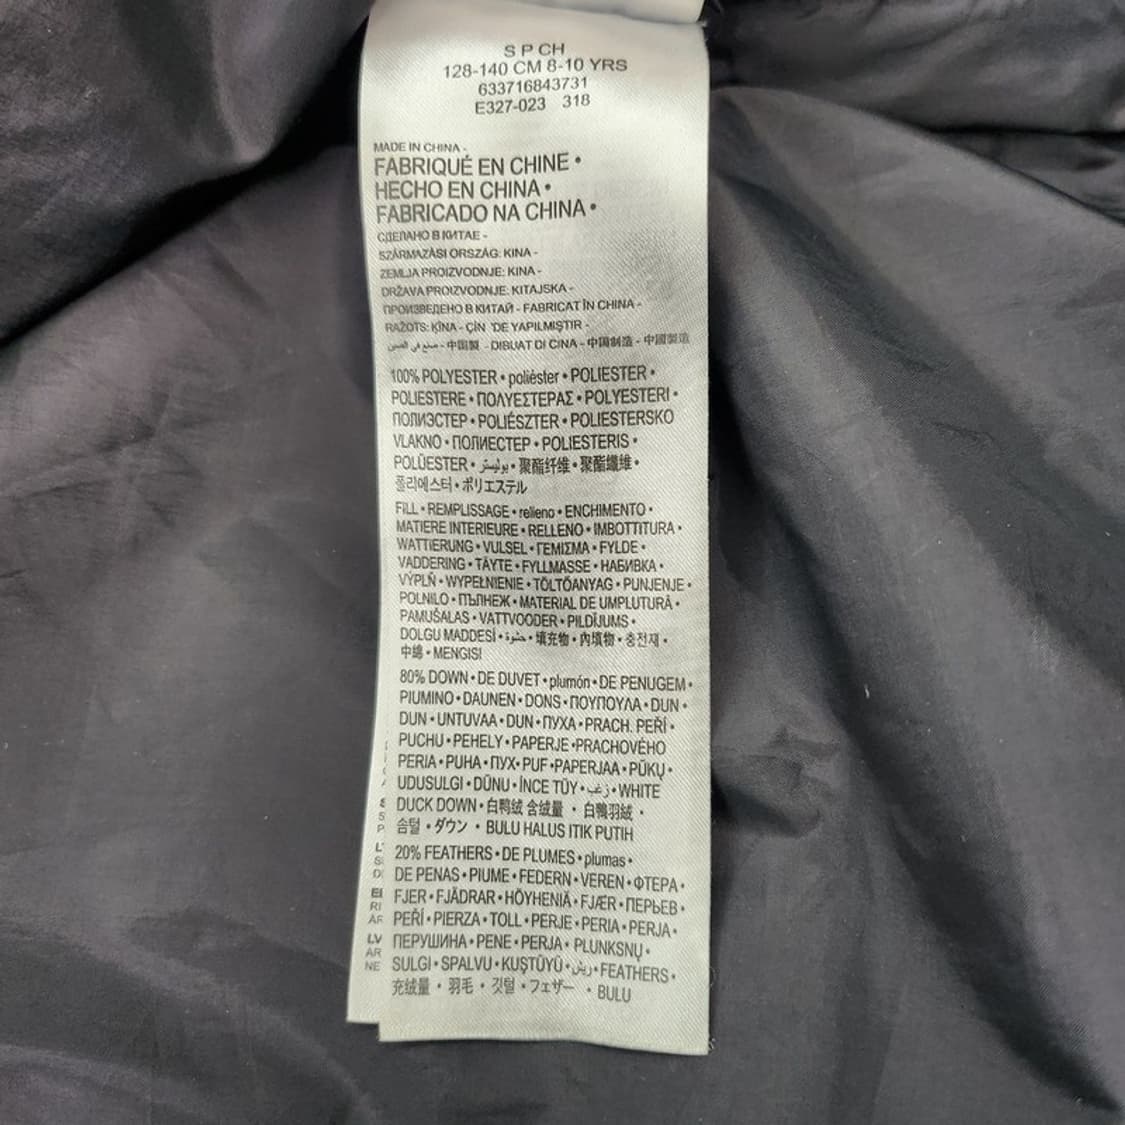 S P CH
128-140 CM 8-10 YRS
633716843731
E327-023 318
MADE IN CHINA -
FABRIQUÉ EN CHINE •
HECHO EN CHINA •
FABRICADO NA CHINA •
СДЕЛАНО В КИТАЕ -
SZÁRMAZÁSI ORSZÁG: KINA -
ZEMLJA PROIZVODNJE: KINA -
DRŽAVA PROIZVODNJE: KITAJSKA -
ПРОИЗВЕДЕНО В КИТАЙ - FABRICAT ÎN CHINA -
RAŽOTS: ĶĪNA - ÇİN 'DE YAPILMIŞTIR -
صنع في الصين - 中国製 - DIBUAT DI CINA - 中国制造 - 中國製造
100% POLYESTER • poliéster • POLIESTER •
POLIESTERE • ΠΟΛΥΕΣΤΕΡΑΣ • POLYESTERI •
ПОЛИЭСТЕР • POLIÉSZTER • POLIESTERSKO
VLAKNO • ПОЛИЕСТЕР • POLIESTERIS •
POLÜESTER • بوليستر • 聚酯纤维 • 聚酯纖維 •
폴리에스터 • ポリエステル
FILL • REMPLISSAGE • relleno • ENCHIMENTO •
MATIERE INTERIEURE • RELLENO • IMBOTTITURA •
WATTIERUNG • VULSEL • ΓΕΜΙΣΜΑ • FYLDE •
VADDERING • TÄYTE • FYLLMASSE • НАБИВКА •
VÝPLŇ • WYPEŁNIENIE • TÖLTŐANYAG • PUNJENJE •
POLNILO • ПЪЛНЕЖ • MATERIAL DE UMPLUTURĂ •
PAMUŠALAS • VATTVOODER • PILDĪJUMS •
DOLGU MADDESİ • حشوة • 填充物 • 內填物 • 충전재 •
中綿 • MENGISI
80% DOWN • DE DUVET • plumón • DE PENUGEM •
PIUMINO • DAUNEN • DONS • ΠΟΥΠΟΥΛΑ • DUN •
DUN • UNTUVAA • DUN • ПУХА • PRACH. PEŘÍ •
PUCHU • PEHELY • PAPERJE • PRACHOVÉHO
PERIA • PUHA • ПУХ • PUF • PAPERJAA • PŪKŲ •
UDUSULGI • DŪNU • İNCE TÜY • زغب • WHITE
DUCK DOWN • 白鸭绒 含绒量 • 白鴨羽絨 •
솜털 • ダウン • BULU HALUS ITIK PUTIH
20% FEATHERS • DE PLUMES • plumas •
DE PENAS • PIUME • FEDERN • VEREN • ΦΤΕΡΑ •
FJER • FJÄDRAR • HÖYHENIÄ • FJÆR • ПЕРЬЕВ •
PEŘÍ • PIERZA • TOLL • PERJE • PERIA • PERJA •
ПЕРУШИНА • PENE • PERJA • PLUNKSNŲ •
SULGI • SPALVU • KUŞTÜYÜ • ريش • FEATHERS •
充绒量 • 羽毛 • 깃털 • フェザー • BULU